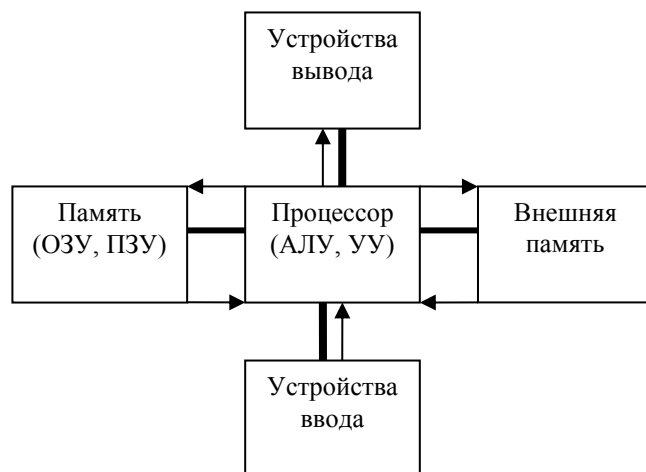 Устройства
вывода
Память
(ОЗУ, ПЗУ)
Процессор
(АЛУ, УУ)
Внешняя
память
Устройства
ввода